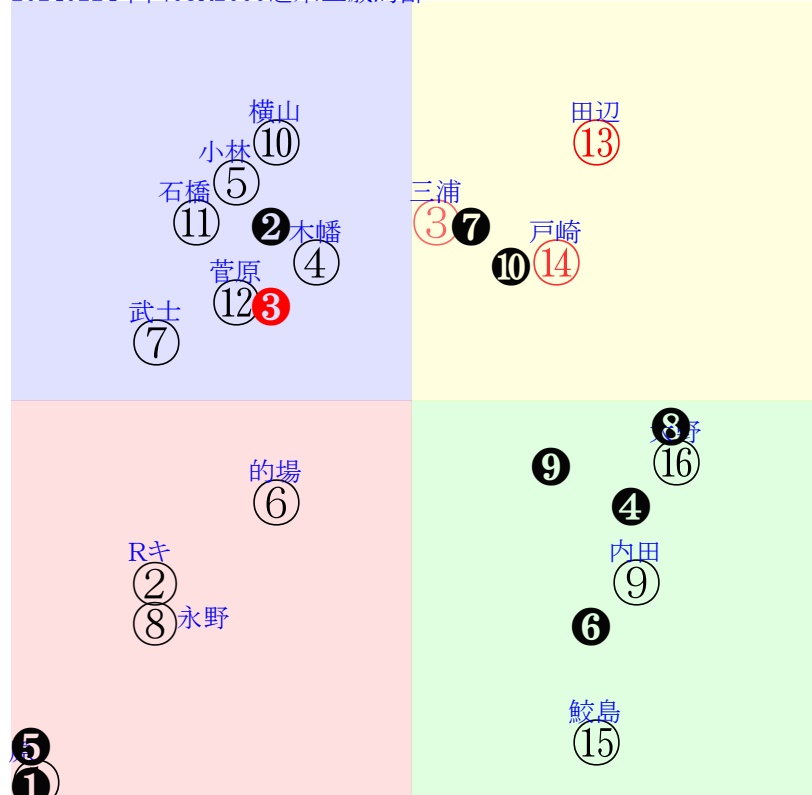 横山
⑩
田辺
⑬
小林
⑤
石橋
⑪
❷
木幡
④
三浦
③
❼
戸崎
⑭
❿
菅原
⑫
❸
武士
⑦
❽
野
⑯
的場
⑥
❾
❹
Rキ
②
内田
⑨
⑧
永野
❻
鮫島
⑮
❺
❶